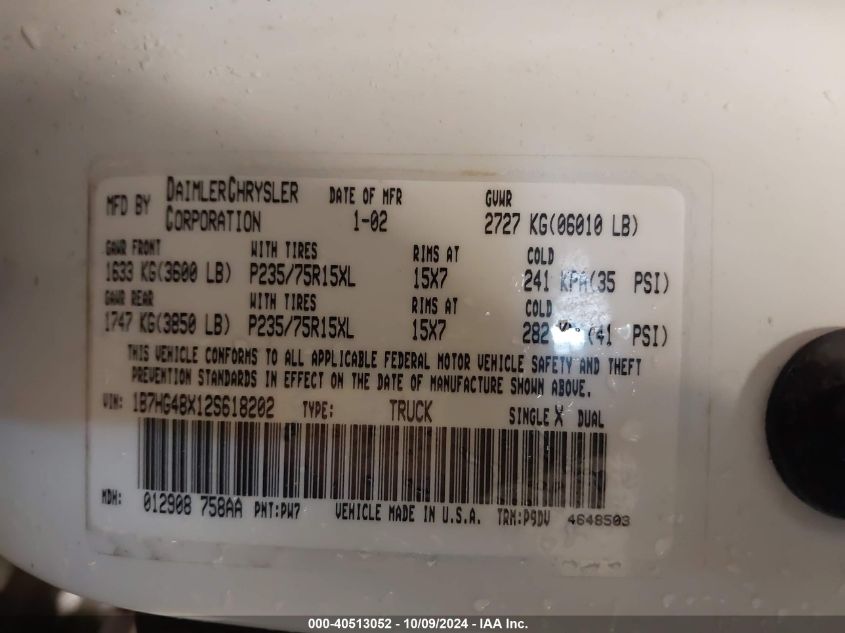 MFD BY DAIMLERCHRYSLER CORPORATION DATE OF MFR 1-02 GVWR 2727 KG(06010 LB)
GAWR FRONT WITH TIRES RIMS AT COLD
1633 KG(3600 LB) P235/75R15XL 15X7 241 KPA(35 PSI)
GAWR REAR WITH TIRES RIMS AT COLD
1747 KG(3850 LB) P235/75R15XL 15X7 282 (41 PSI)
THIS VEHICLE CONFORMS TO ALL APPLICABLE FEDERAL MOTOR VEHICLE SAFETY AND THEFT
PREVENTION STANDARDS IN EFFECT ON THE DATE OF MANUFACTURE SHOWN ABOVE.
VIN: 1B7HG48X12S618202 TYPE: TRUCK SINGLE X DUAL
MDH: 012908 758AA PNT:PW7 VEHICLE MADE IN U.S.A. TRM:P9DV 4648503
000-40513052 - 10/09/2024 - IAA Inc.